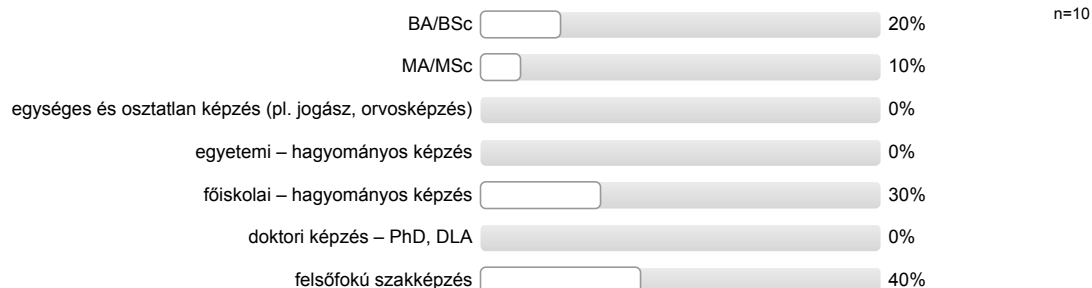 BA/BSc 20% n=10
MA/MSc 10%
egységes és osztatlan képzés (pl. jogász, orvosképzés) 0%
egyetemi – hagyományos képzés 0%
főiskolai – hagyományos képzés 30%
doktori képzés – PhD, DLA 0%
felsőfokú szakképzés 40%